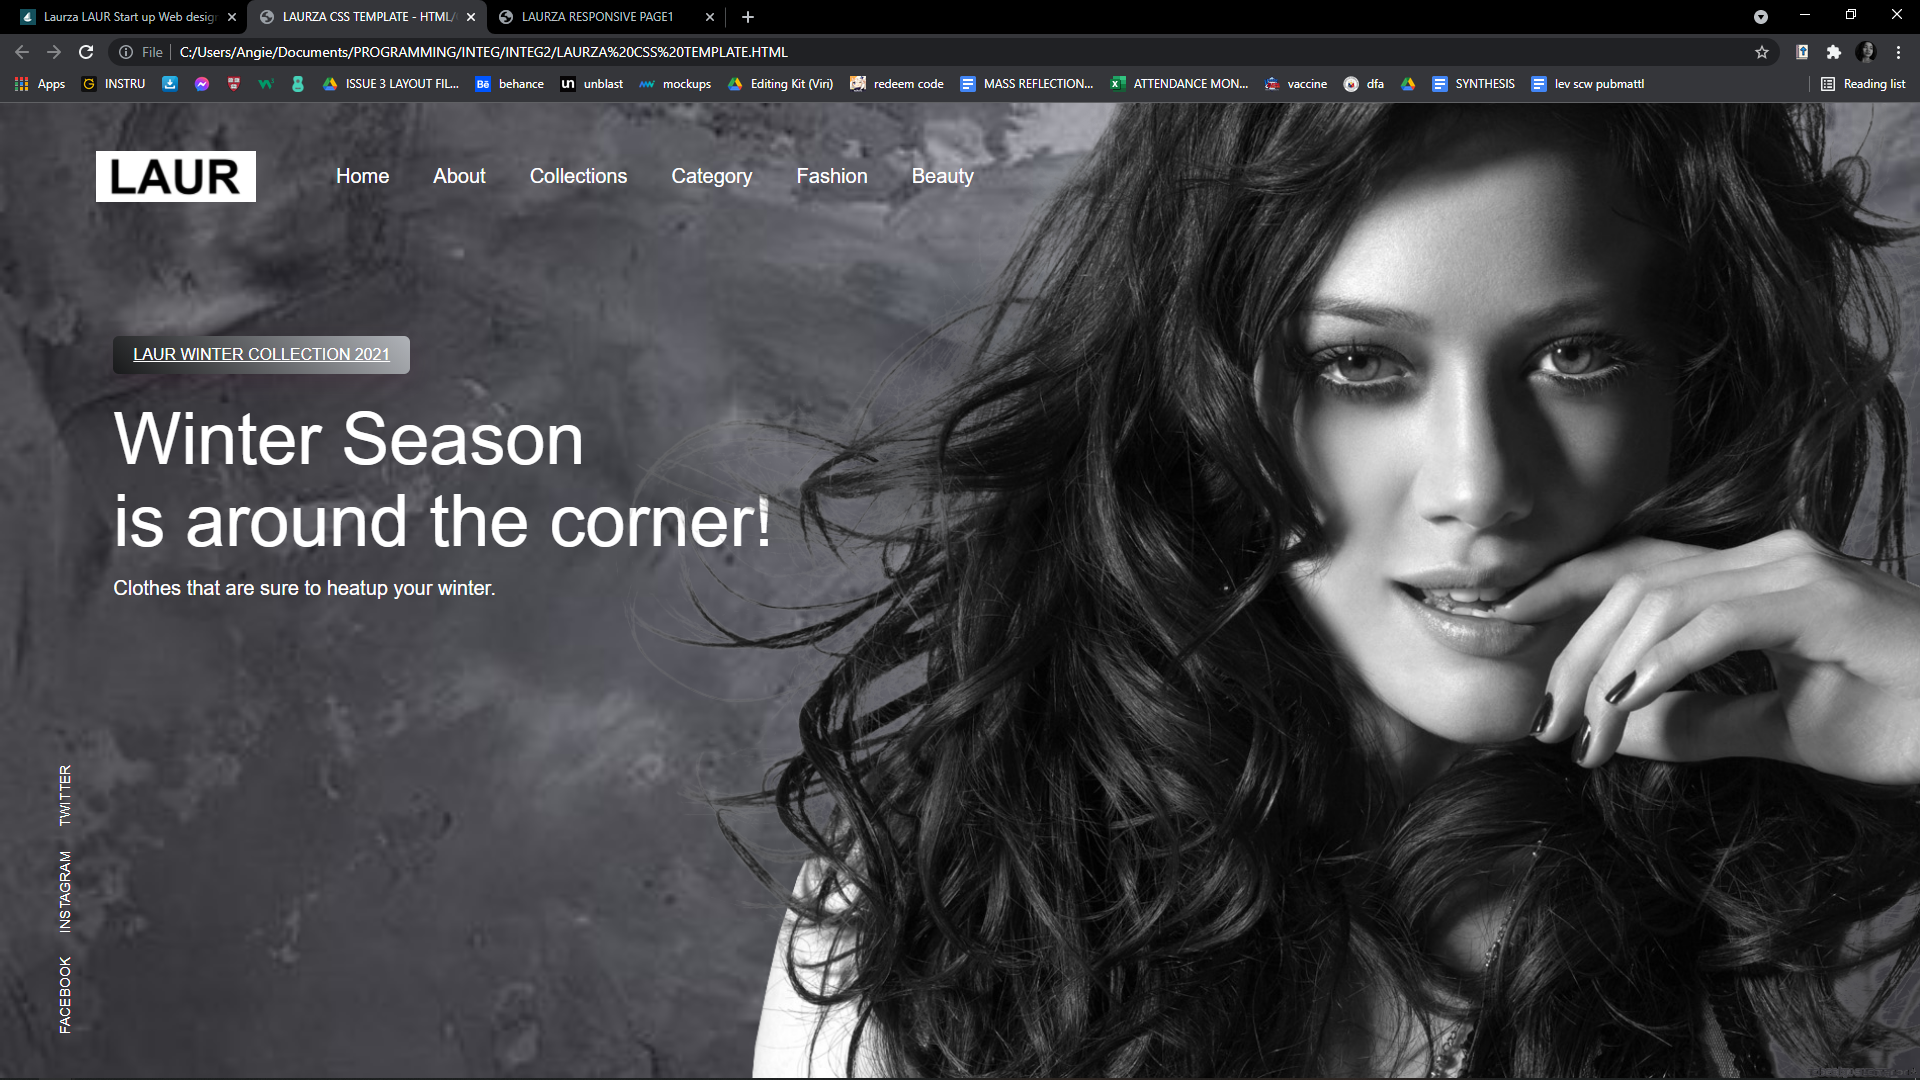 Laurza LAUR Start up Web design
LAURZA CSS TEMPLATE - HTML/
LAURZA RESPONSIVE PAGE1
File
C:/Users/Angie/Documents/PROGRAMMING/INTEG/INTEG2/LAURZA%20CSS%20TEMPLATE.HTML
Apps
INSTRU
ISSUE 3 LAYOUT FIL...
Bē behance
un unblast
mockups
Editing Kit (Viri)
redeem code
MASS REFLECTION...
ATTENDANCE MON...
vaccine
dfa
SYNTHESIS
lev scw pubmattl
Reading list
LAUR
Home
About
Collections
Category
Fashion
Beauty
LAUR WINTER COLLECTION 2021
Winter Season
is around the corner!
Clothes that are sure to heatup your winter.
TWITTER
INSTAGRAM
FACEBOOK